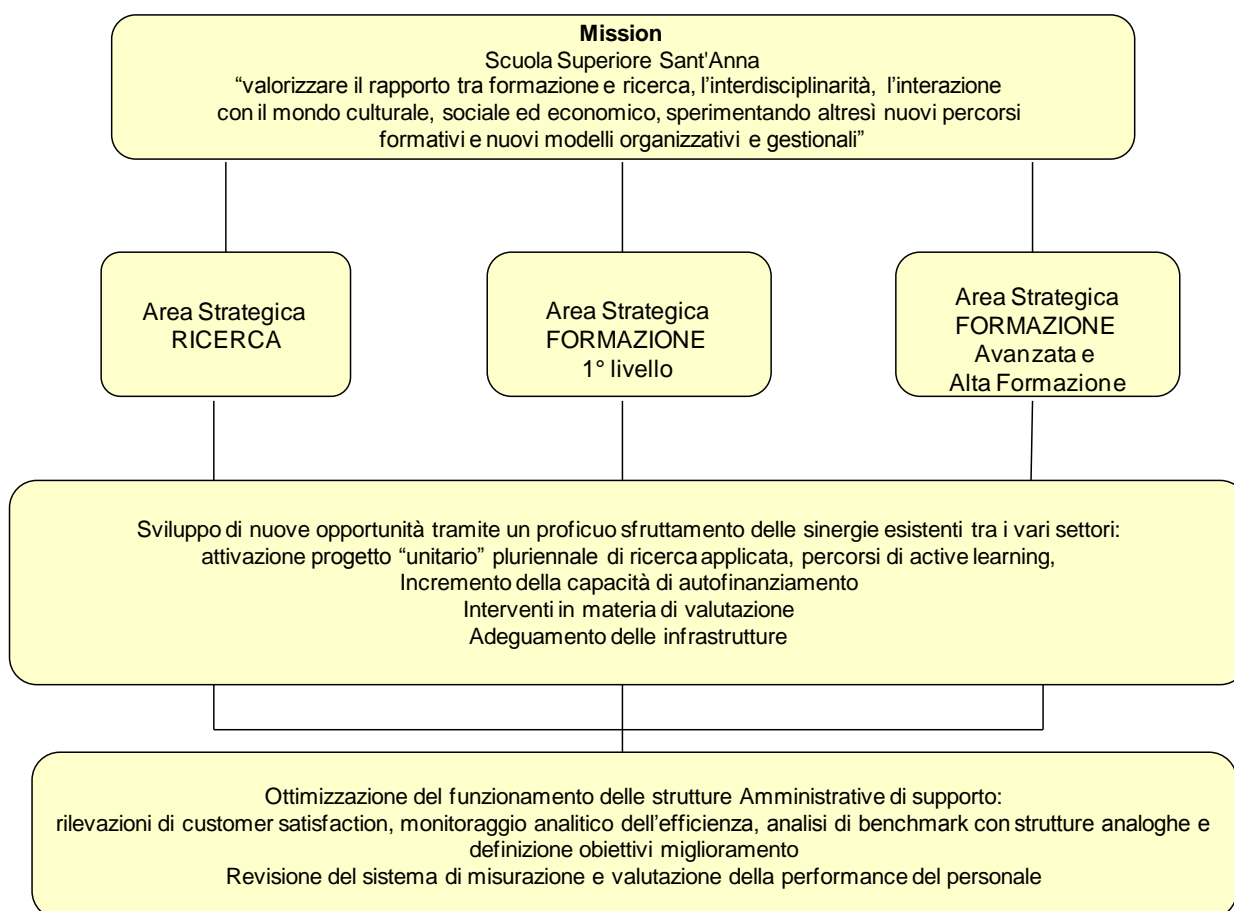 Mission
Scuola Superiore Sant'Anna
“valorizzare il rapporto tra formazione e ricerca, l’interdisciplinarità, l’interazione
con il mondo culturale, sociale ed economico, sperimentando altresì nuovi percorsi
formativi e nuovi modelli organizzativi e gestionali”
Area Strategica
RICERCA
Area Strategica
FORMAZIONE
1° livello
Area Strategica
FORMAZIONE
Avanzata e
Alta Formazione
Sviluppo di nuove opportunità tramite un proficuo sfruttamento delle sinergie esistenti tra i vari settori:
attivazione progetto “unitario” pluriennale di ricerca applicata, percorsi di active learning,
Incremento della capacità di autofinanziamento
Interventi in materia di valutazione
Adeguamento delle infrastrutture
Ottimizzazione del funzionamento delle strutture Amministrative di supporto:
rilevazioni di customer satisfaction, monitoraggio analitico dell’efficienza, analisi di benchmark con strutture analoghe e
definizione obiettivi miglioramento
Revisione del sistema di misurazione e valutazione della performance del personale